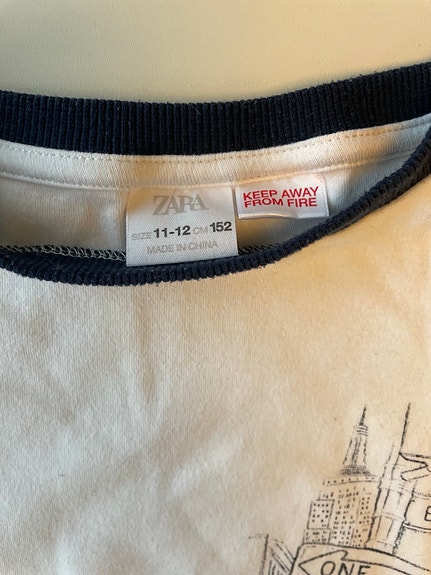 ZARA
SIZE 11-12 CM 152
MADE IN CHINA
KEEP AWAY
FROM FIRE
E
ONE